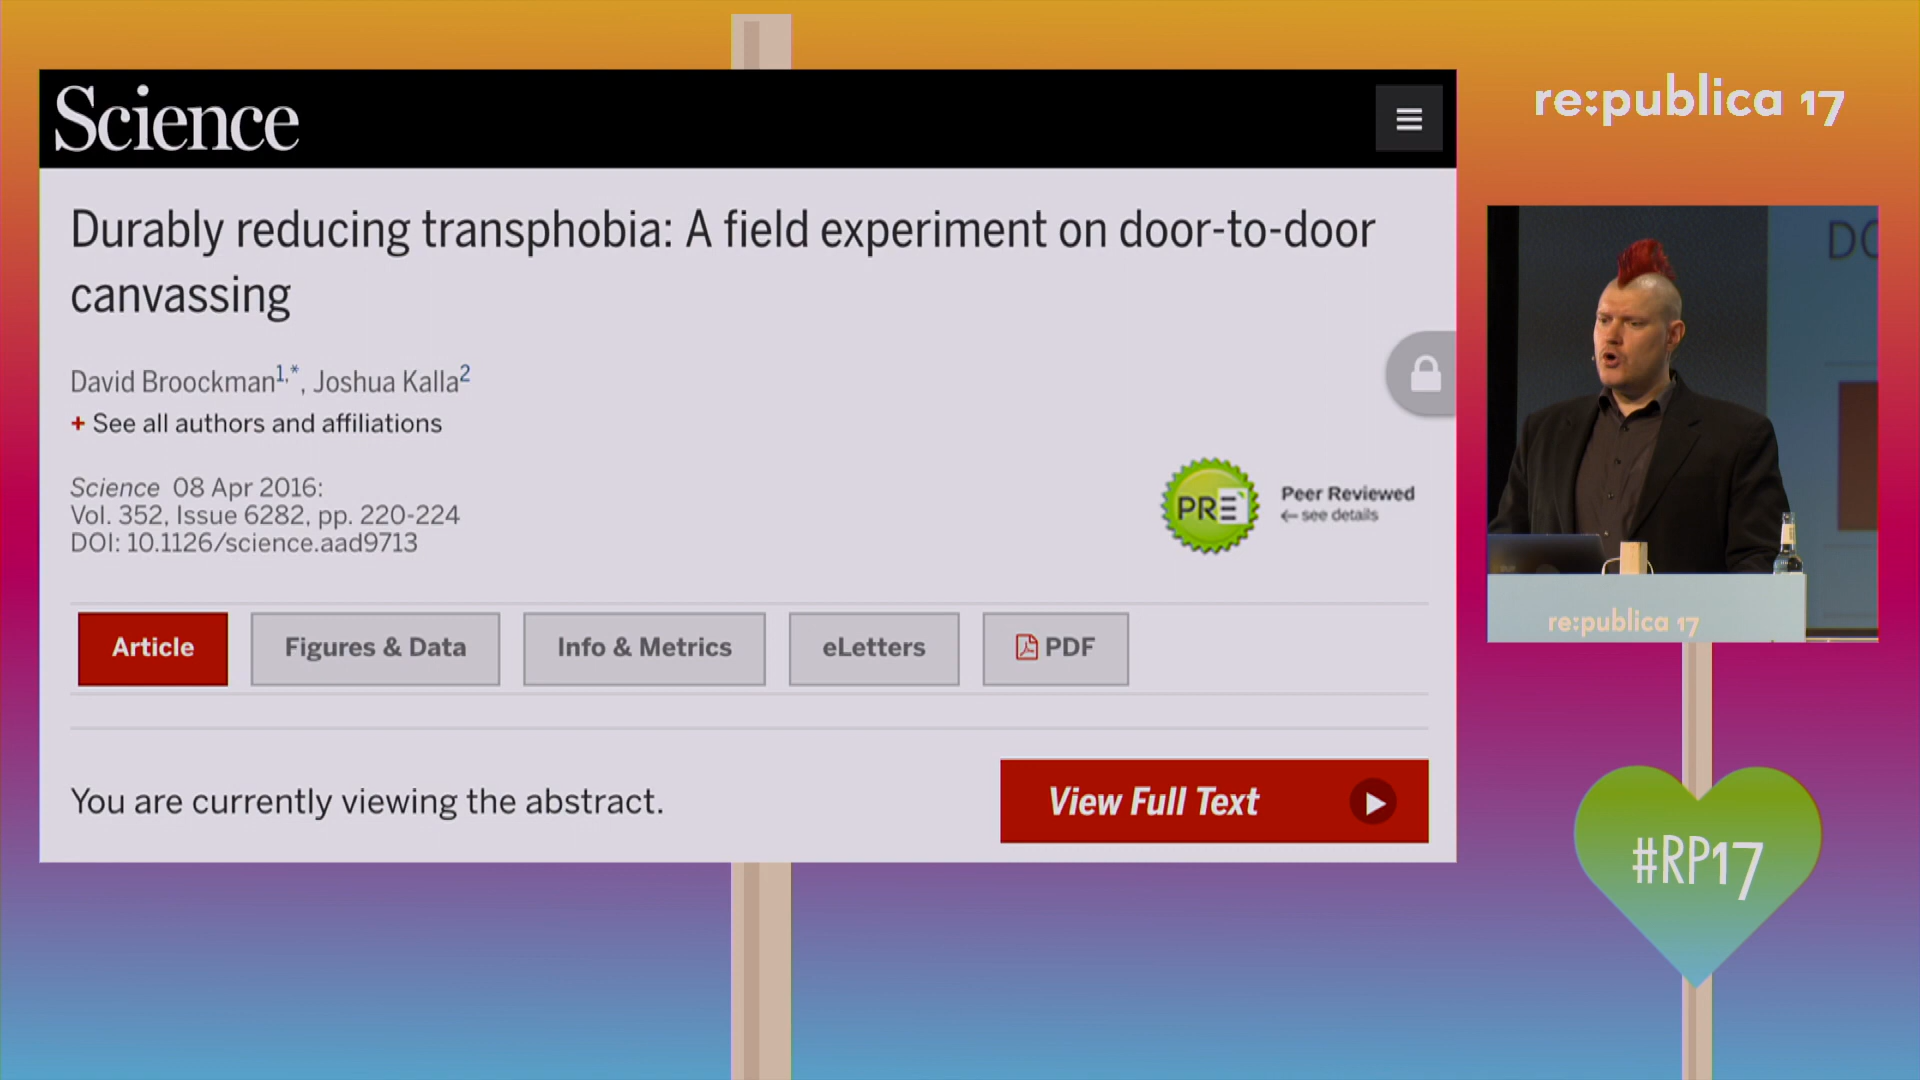 Science
Durably reducing transphobia: A field experiment on door-to-door
canvassing
David Broockman1,*, Joshua Kalla2
+ See all authors and affiliations
Science 08 Apr 2016:
Vol. 352, Issue 6282, pp. 220-224
DOI: 10.1126/science.aad9713
PRE
Peer Reviewed
← see details
Article
Figures & Data
Info & Metrics
eLetters
PDF
You are currently viewing the abstract.
View Full Text
re:publica 17
DO
re:publica 17
#RP17